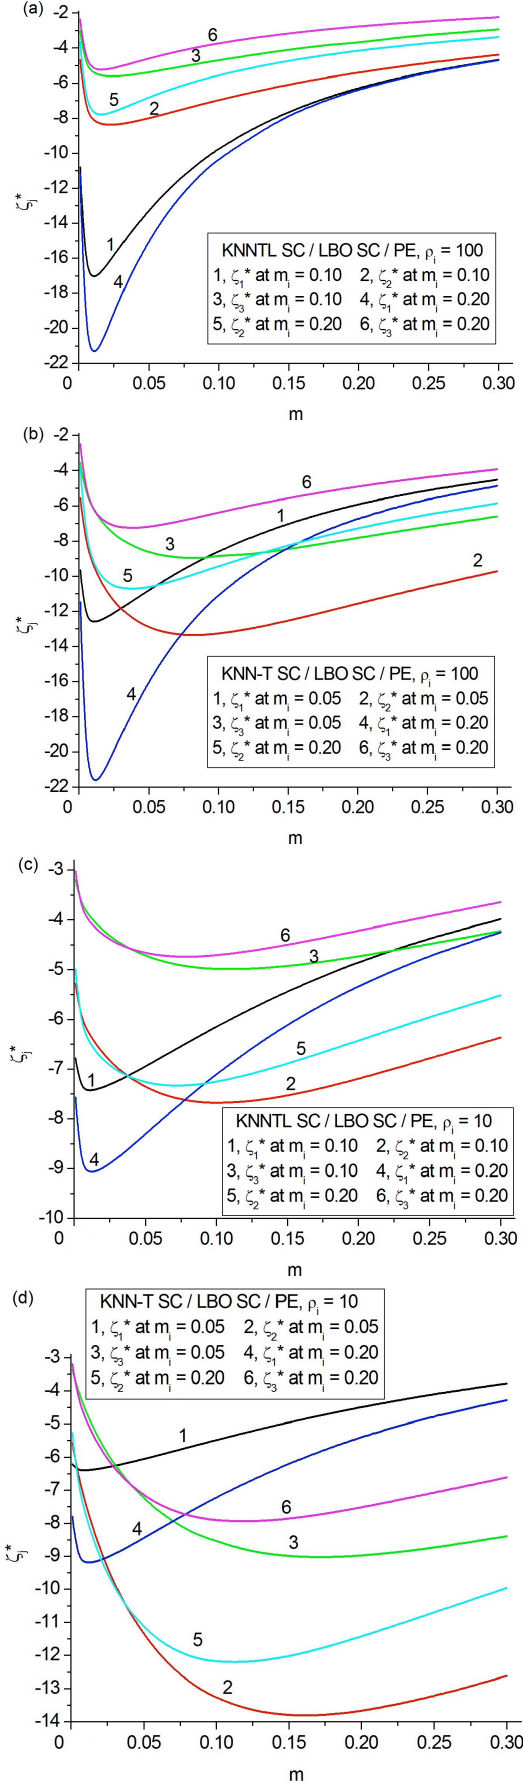 (a)
-2
-4
-6
-8
-10
-12
-14
-16
-18
-20
-22
ζj*
6
3
5
2
1
4
KNNTL SC / LBO SC / PE, ρi = 100
1, ζ1* at mi = 0.10 2, ζ2* at mi = 0.10
3, ζ3* at mi = 0.10 4, ζ1* at mi = 0.20
5, ζ2* at mi = 0.20 6, ζ3* at mi = 0.20
0 0.05 0.10 0.15 0.20 0.25 0.30
m
(b)
-2
-4
-6
-8
-10
-12
-14
-16
-18
-20
-22
ζj*
6
1
3
2
5
4
KNN-T SC / LBO SC / PE, ρi = 100
1, ζ1* at mi = 0.05 2, ζ2* at mi = 0.05
3, ζ3* at mi = 0.05 4, ζ1* at mi = 0.20
5, ζ2* at mi = 0.20 6, ζ3* at mi = 0.20
0 0.05 0.10 0.15 0.20 0.25 0.30
m
(c)
-3
-4
-5
-6
-7
-8
-9
-10
ζj*
6
3
5
1
2
4
KNNTL SC / LBO SC / PE, ρi = 10
1, ζ1* at mi = 0.10 2, ζ2* at mi = 0.10
3, ζ3* at mi = 0.10 4, ζ1* at mi = 0.20
5, ζ2* at mi = 0.20 6, ζ3* at mi = 0.20
0 0.05 0.10 0.15 0.20 0.25 0.30
m
(d)
KNN-T SC / LBO SC / PE, ρi = 10
1, ζ1* at mi = 0.05 2, ζ2* at mi = 0.05
3, ζ3* at mi = 0.05 4, ζ1* at mi = 0.20
5, ζ2* at mi = 0.20 6, ζ3* at mi = 0.20
-3
-4
-5
-6
-7
-8
-9
-10
-11
-12
-13
-14
ζj*
1
6
4
3
5
2
0 0.05 0.10 0.15 0.20 0.25 0.30
m